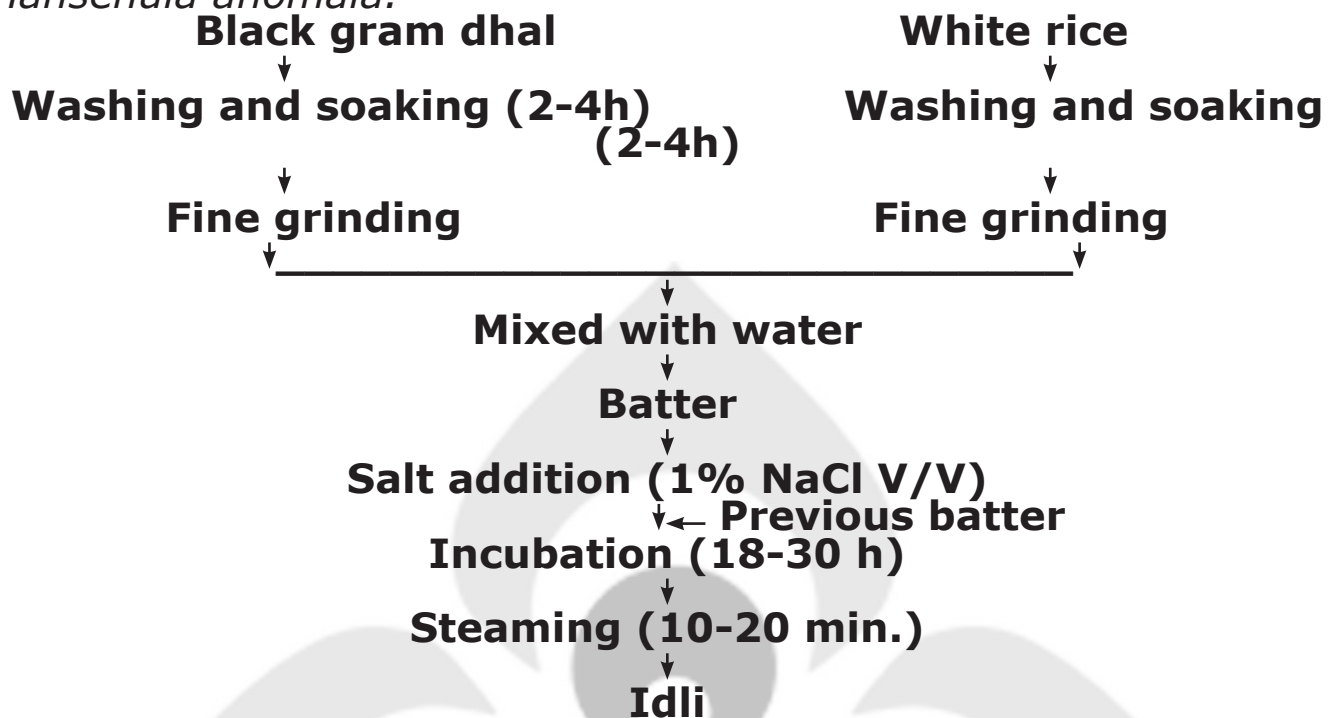 anomala.
Black gram dhal White rice
Washing and soaking (2-4h) Washing and soaking
(2-4h)
Fine grinding Fine grinding
Mixed with water
Batter
Salt addition (1% NaCl V/V)
Previous batter
Incubation (18-30 h)
Steaming (10-20 min.)
Idli